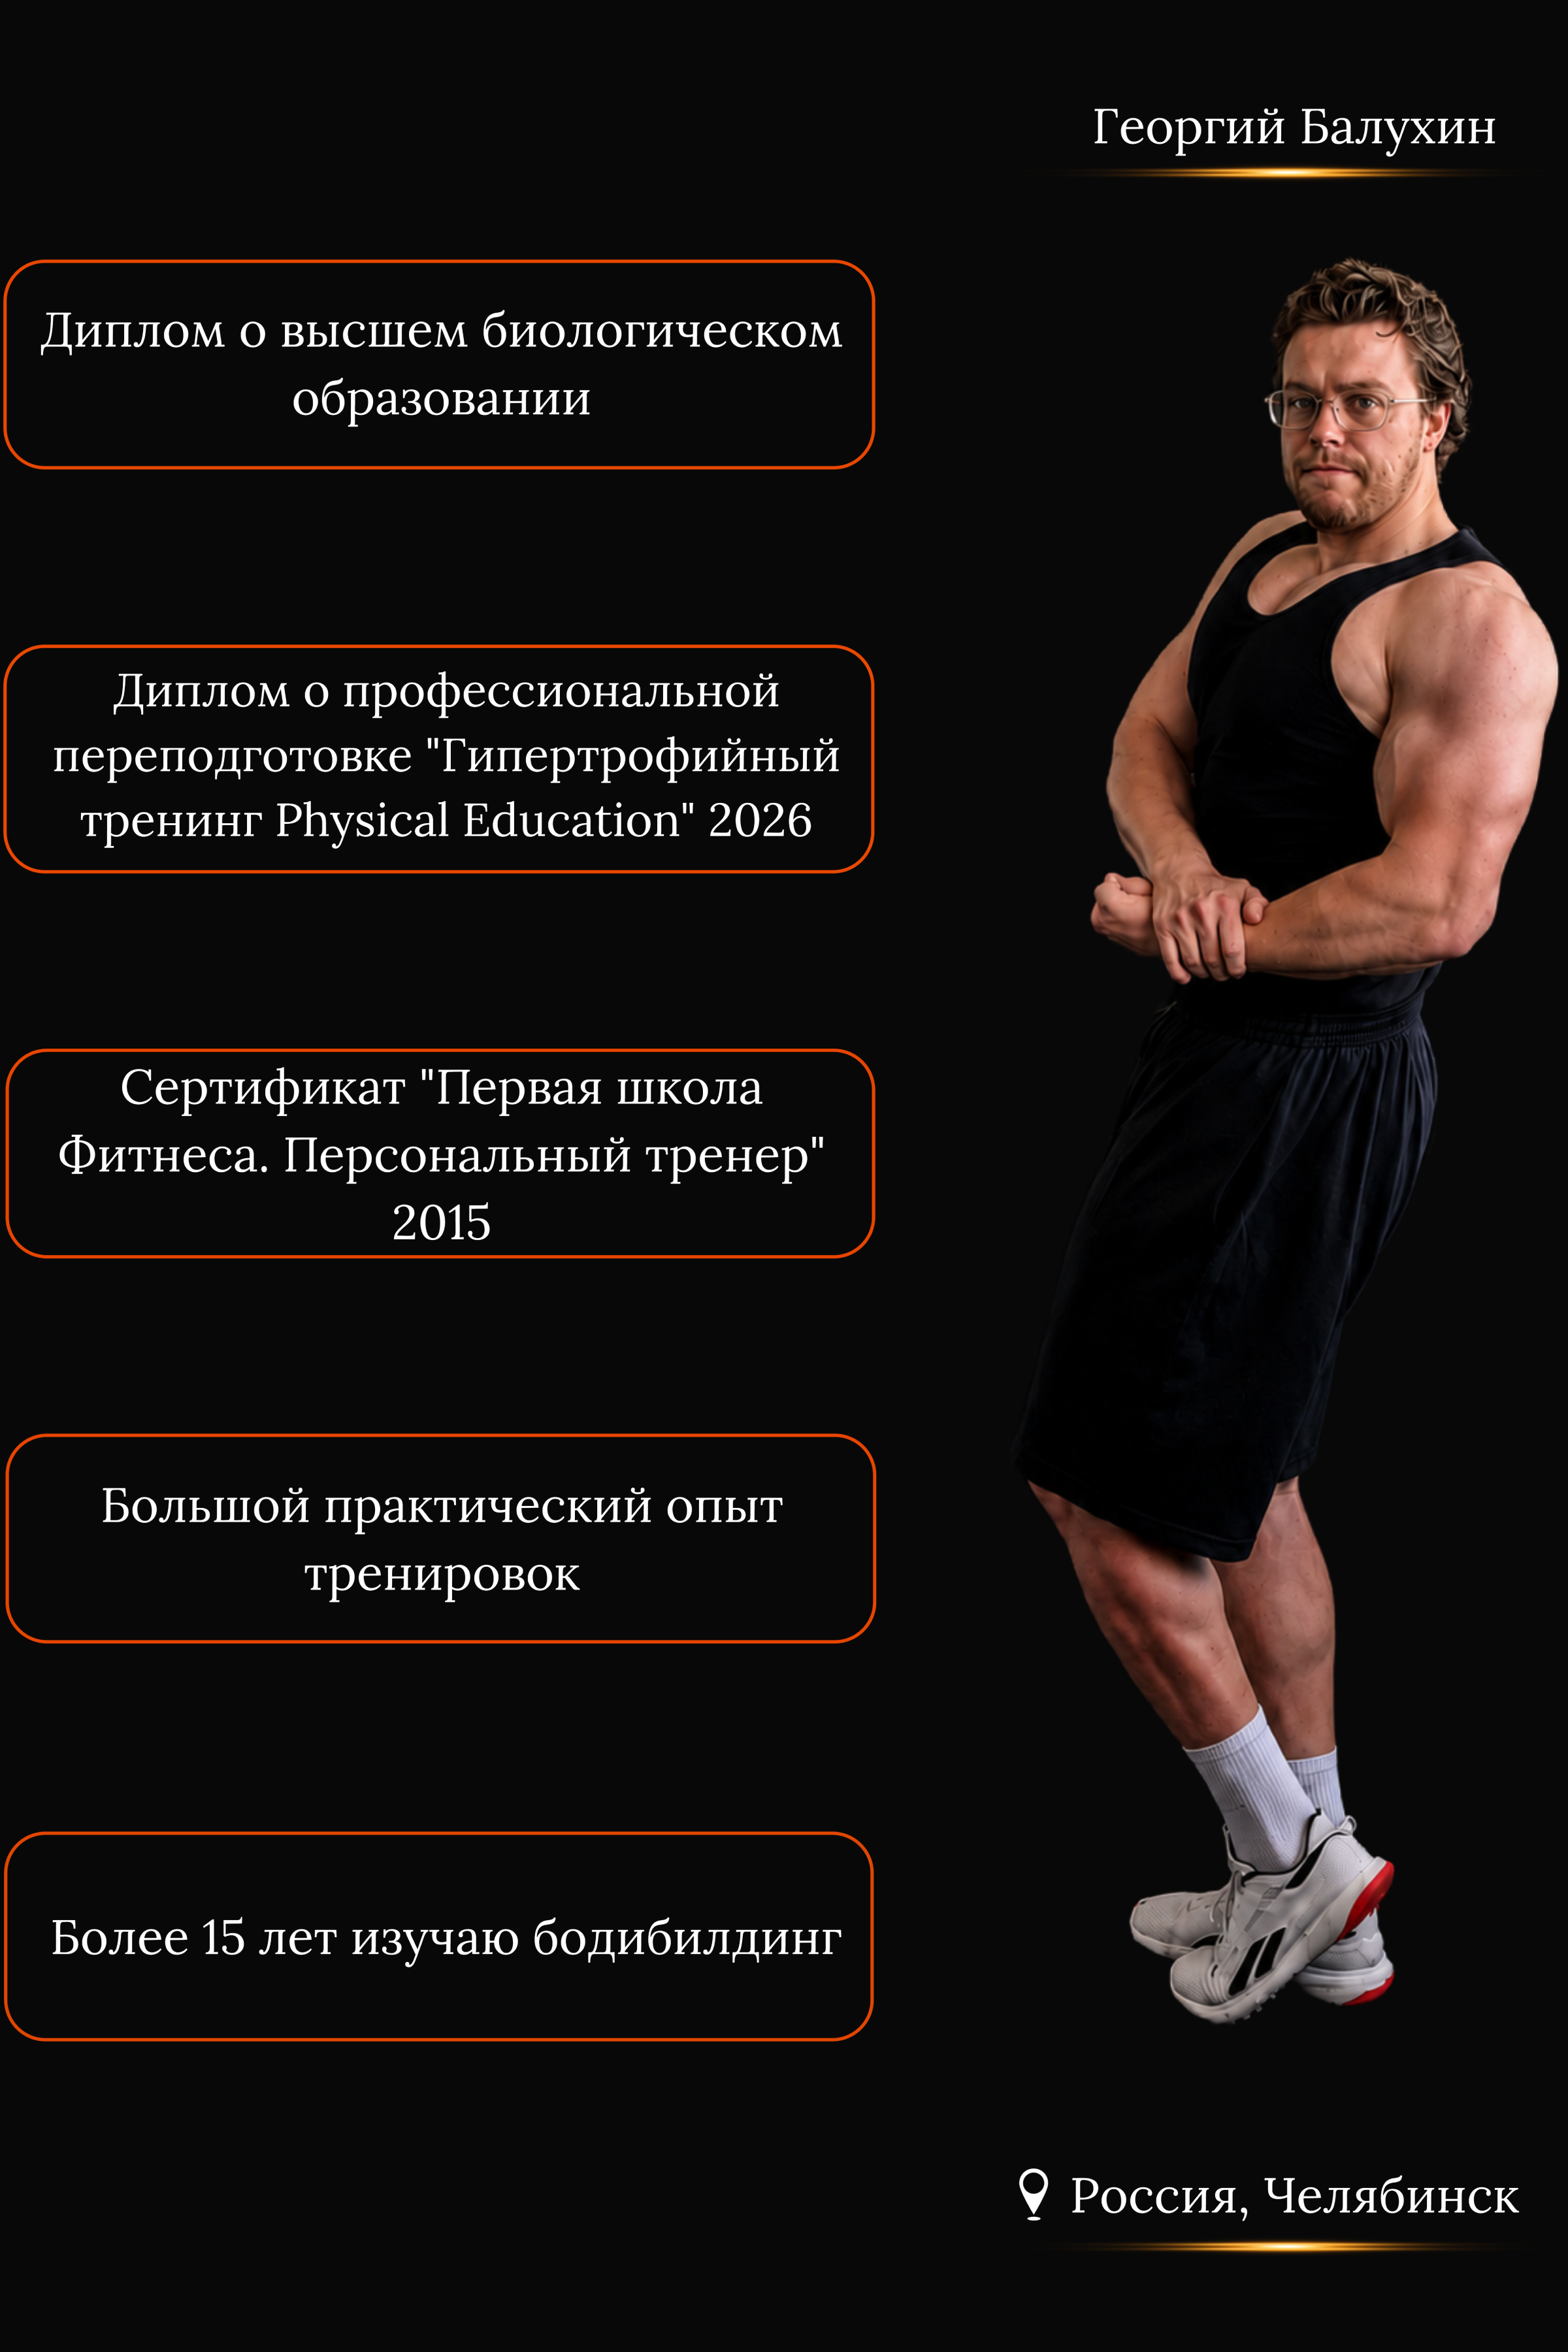 Георгий Балухин
Диплом о высшем биологическом
образовании
Диплом о профессиональной
переподготовке "Гипертрофийный
тренинг Physical Education" 2026
Сертификат "Первая школа
Фитнеса. Персональный тренер"
2015
Большой практический опыт
тренировок
Более 15 лет изучаю бодибилдинг
Россия, Челябинск